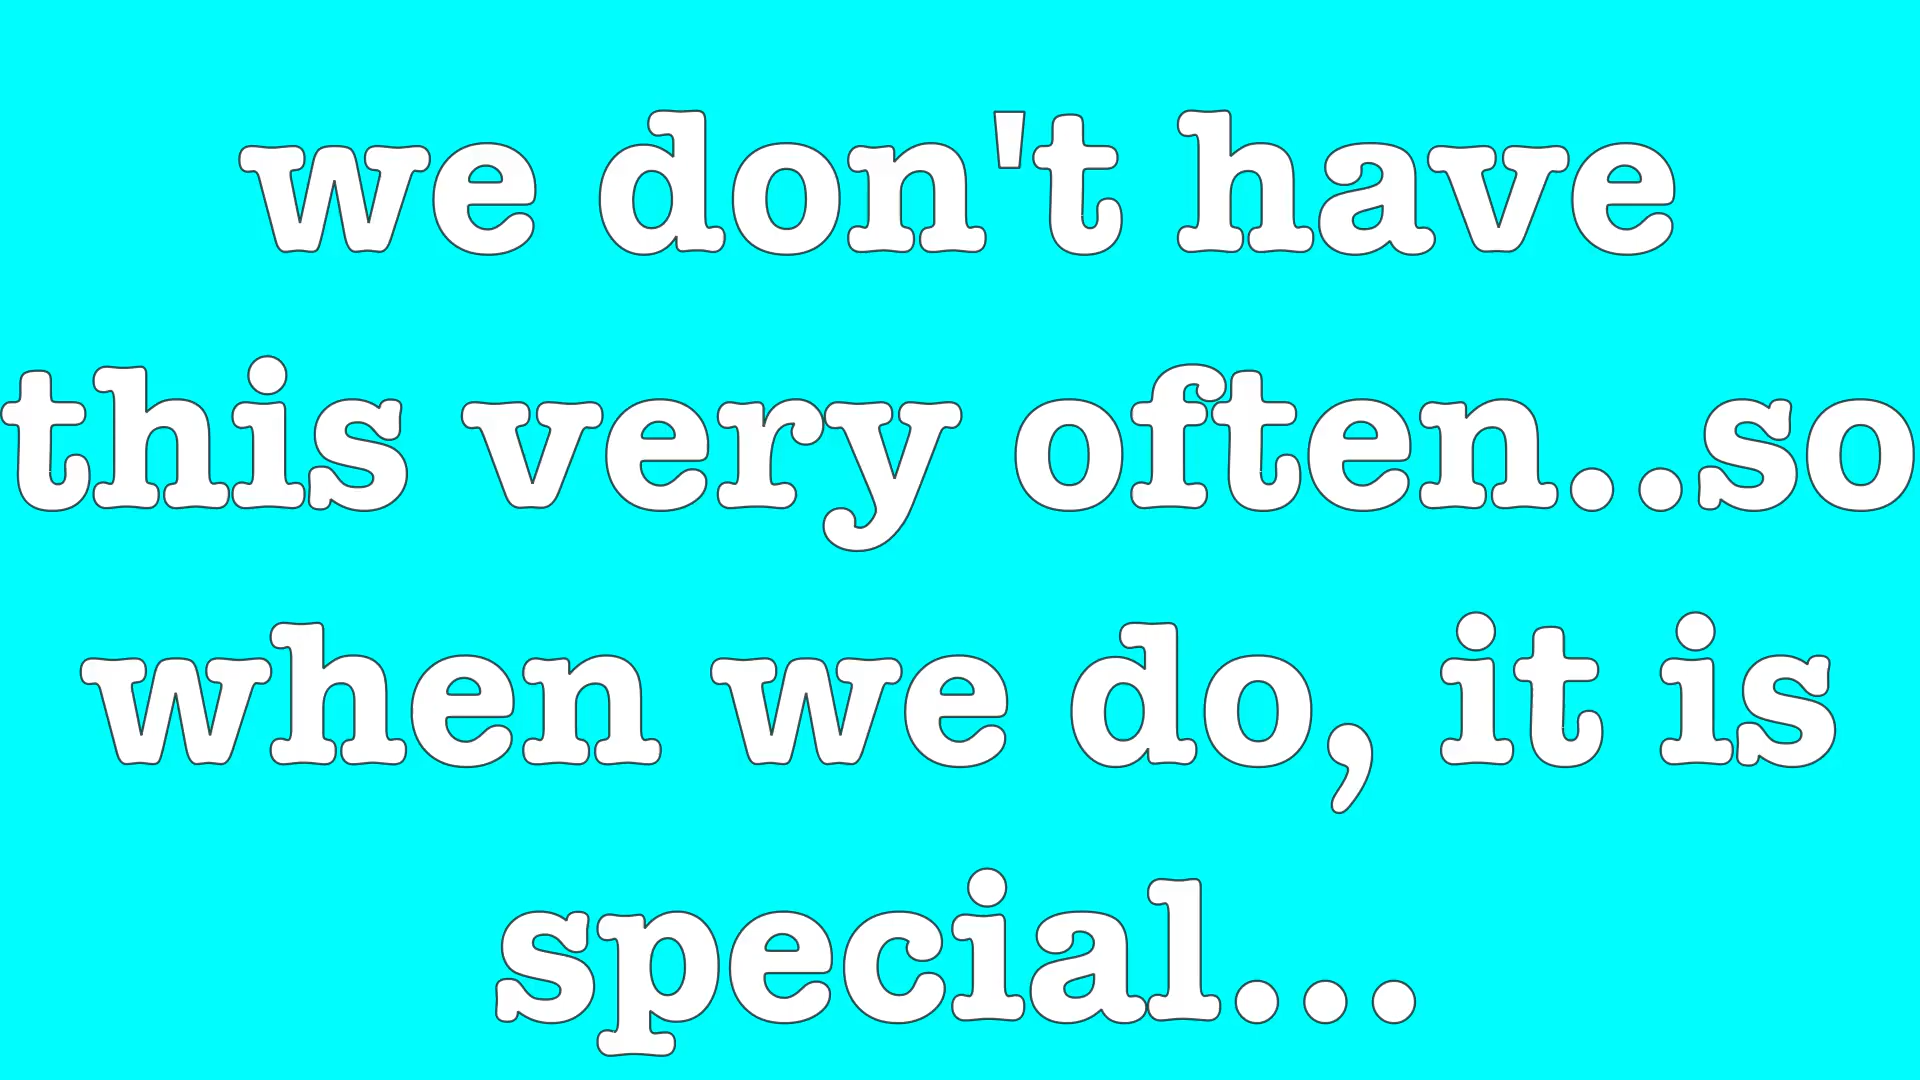 we don't have
this very often..so
when we do, it is
special...